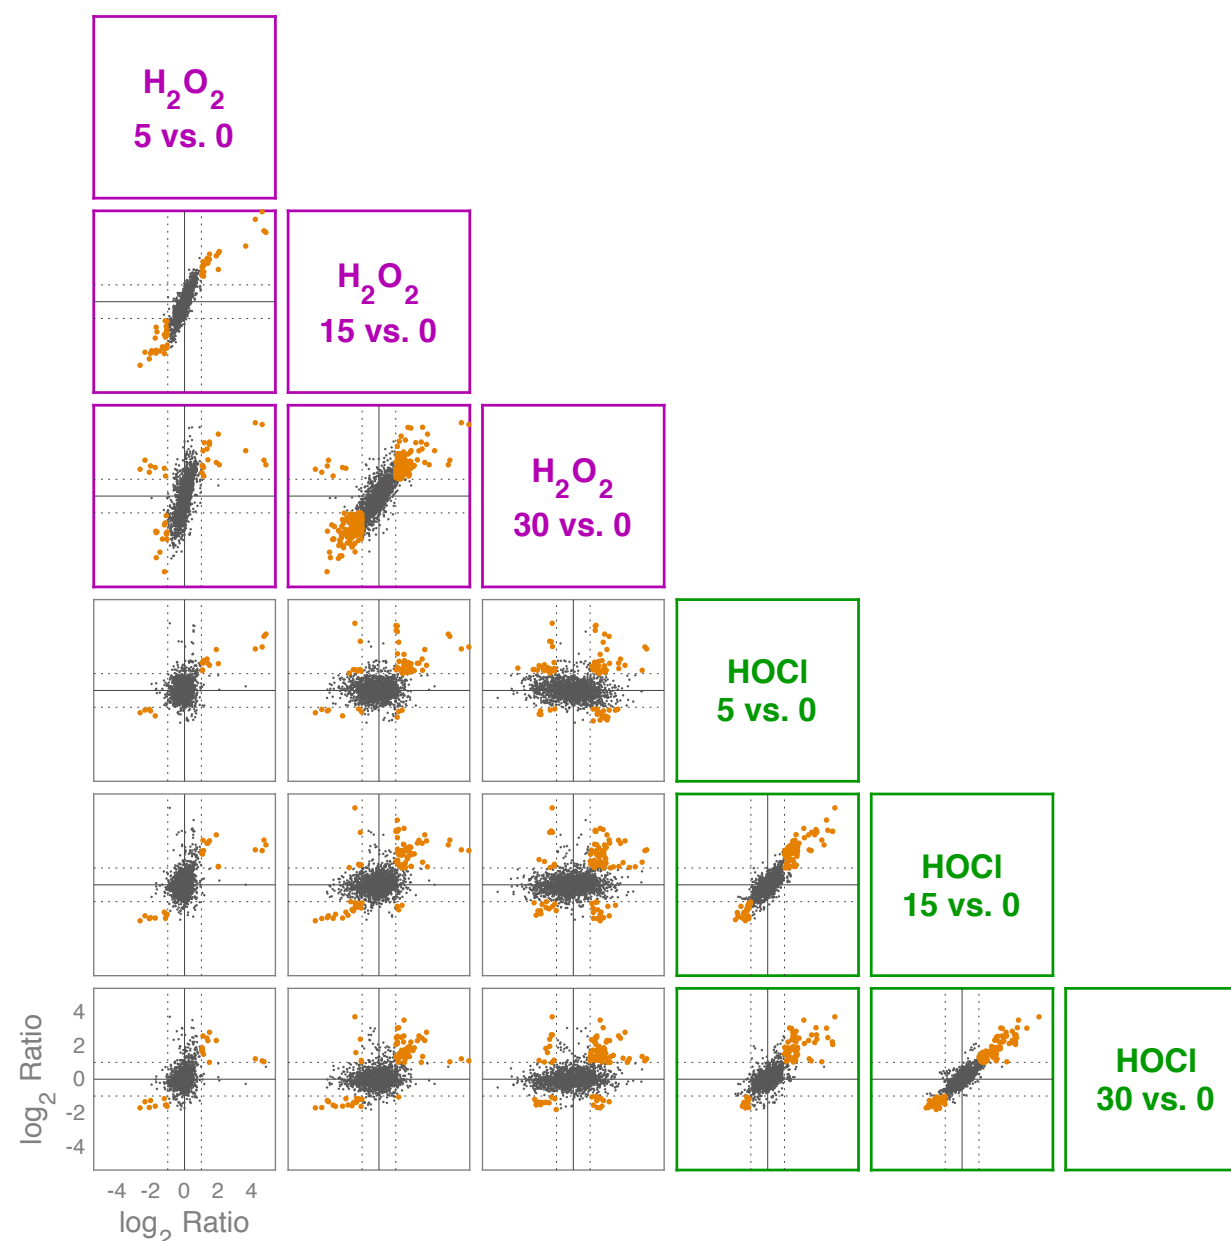 H₂O₂
5 vs. 0
H₂O₂
15 vs. 0
H₂O₂
30 vs. 0
HOCl
5 vs. 0
HOCl
15 vs. 0
HOCl
30 vs. 0
log₂ Ratio
4
2
0
-2
-4
-4 -2 0 2 4
log₂ Ratio